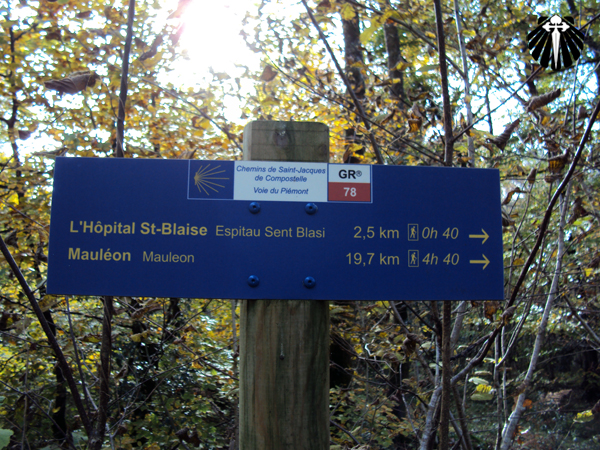 Chemins de Saint-Jacques
de Compostelle
Voie du Piémont
GR®
78
L'Hôpital St-Blaise Espitau Sent Blasi 2,5 km 0h 40
Mauléon Mauleon 19,7 km 4h 40